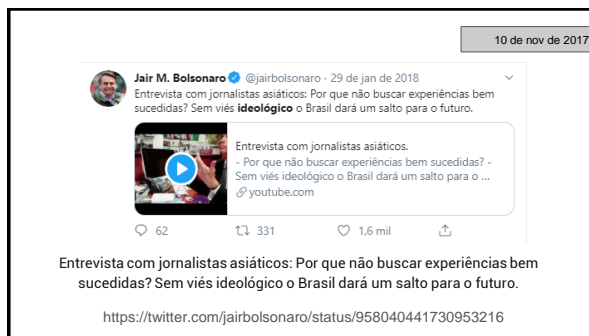 10 de nov de 2017
Jair M. Bolsonaro @jairbolsonaro · 29 de jan de 2018
Entrevista com jornalistas asiáticos: Por que não buscar experiências bem
sucedidas? Sem viés ideológico o Brasil dará um salto para o futuro.
Entrevista com jornalistas asiáticos.
- Por que não buscar experiências bem sucedidas? -
Sem viés ideológico o Brasil dará um salto para o ...
youtube.com
62 331 1,6 mil
Entrevista com jornalistas asiáticos: Por que não buscar experiências bem
sucedidas? Sem viés ideológico o Brasil dará um salto para o futuro.
https://twitter.com/jairbolsonaro/status/958040441730953216